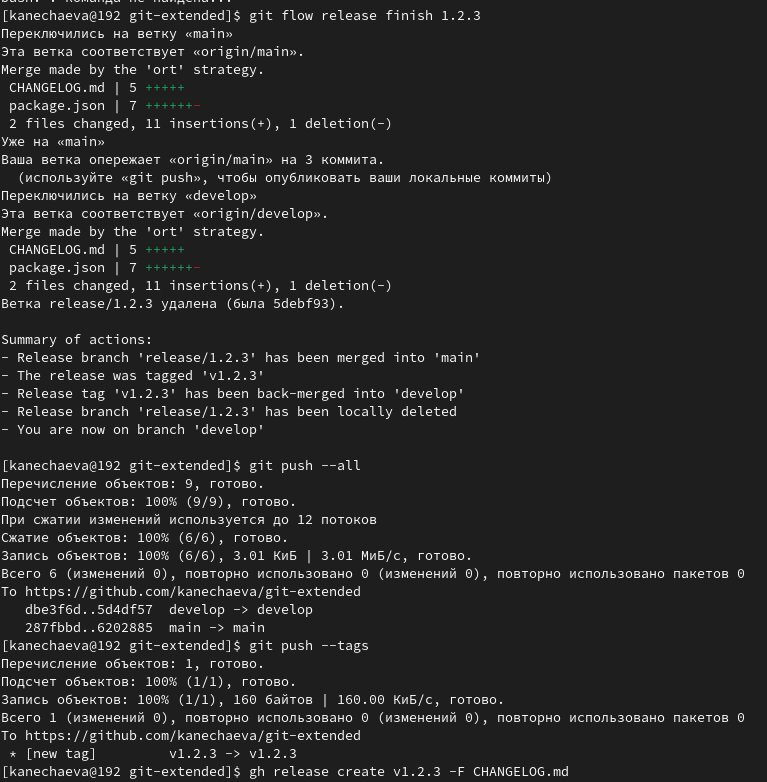 [kanechaeva@192 git-extended]$ git flow release finish 1.2.3
Переключились на ветку «main»
Эта ветка соответствует «origin/main».
Merge made by the 'ort' strategy.
CHANGELOG.md | 5 +++++
package.json | 7 ++++++-
2 files changed, 11 insertions(+), 1 deletion(-)
Уже на «main»
Ваша ветка опережает «origin/main» на 3 коммита.
(используйте «git push», чтобы опубликовать ваши локальные коммиты)
Переключились на ветку «develop»
Эта ветка соответствует «origin/develop».
Merge made by the 'ort' strategy.
CHANGELOG.md | 5 +++++
package.json | 7 ++++++-
2 files changed, 11 insertions(+), 1 deletion(-)
Ветка release/1.2.3 удалена (была 5debf93).
Summary of actions:
- Release branch 'release/1.2.3' has been merged into 'main'
- The release was tagged 'v1.2.3'
- Release tag 'v1.2.3' has been back-merged into 'develop'
- Release branch 'release/1.2.3' has been locally deleted
- You are now on branch 'develop'
[kanechaeva@192 git-extended]$ git push --all
Перечисление объектов: 9, готово.
Подсчет объектов: 100% (9/9), готово.
При сжатии изменений используется до 12 потоков
Сжатие объектов: 100% (6/6), готово.
Запись объектов: 100% (6/6), 3.01 КиБ | 3.01 МиБ/с, готово.
Всего 6 (изменений 0), повторно использовано 0 (изменений 0), повторно использовано пакетов 0
To https://github.com/kanechaeva/git-extended
dbe3f6d..5d4df57  develop -> develop
287fbbd..6202885  main -> main
[kanechaeva@192 git-extended]$ git push --tags
Перечисление объектов: 1, готово.
Подсчет объектов: 100% (1/1), готово.
Запись объектов: 100% (1/1), 160 байтов | 160.00 КиБ/с, готово.
Всего 1 (изменений 0), повторно использовано 0 (изменений 0), повторно использовано пакетов 0
To https://github.com/kanechaeva/git-extended
* [new tag]         v1.2.3 -> v1.2.3
[kanechaeva@192 git-extended]$ gh release create v1.2.3 -F CHANGELOG.md